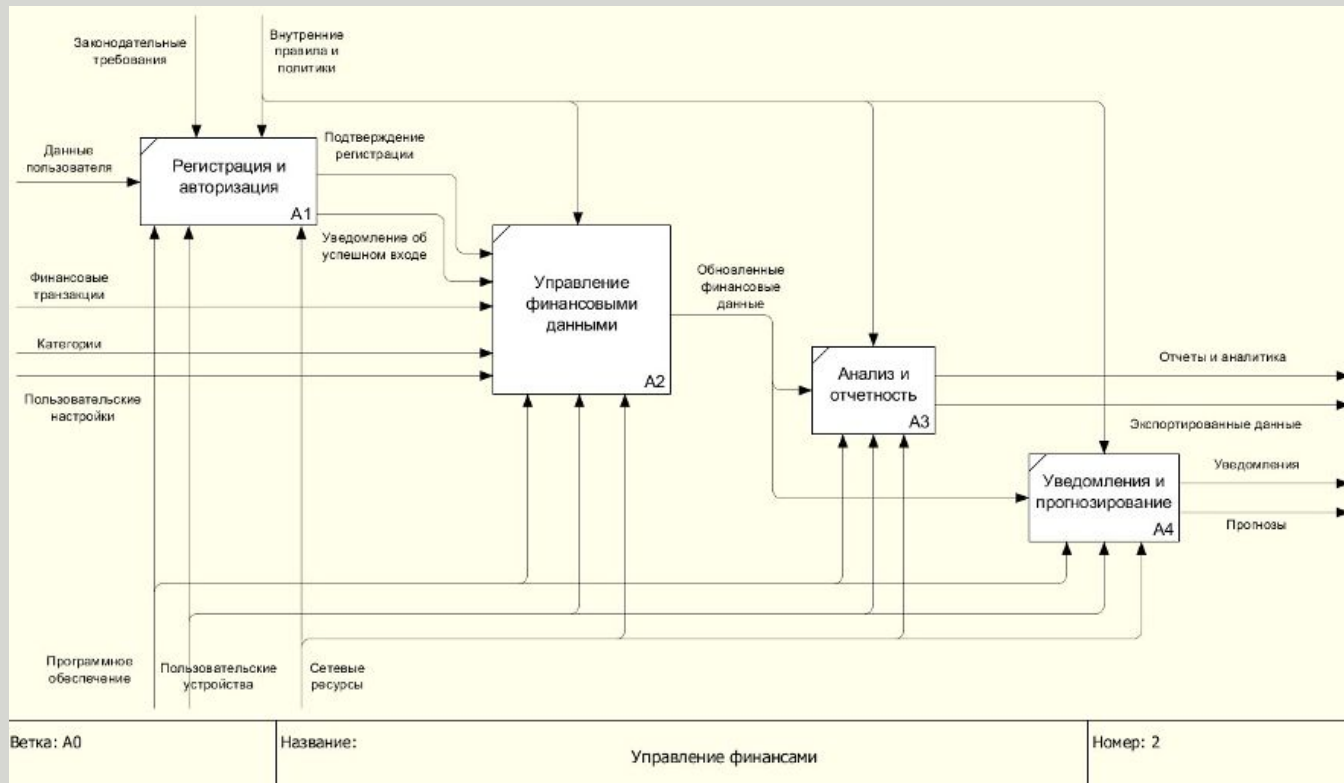 Законодательные
требования
Внутренние
правила и
политики
Данные
пользователя
Регистрация и
авторизация
A1
Подтверждение
регистрации
Уведомление об
успешном входе
Финансовые
транзакции
Категории
Пользовательские
настройки
Управление
финансовыми
данными
A2
Обновленные
финансовые
данные
Анализ и
отчетность
A3
Отчеты и аналитика
Экспортированные данные
Уведомления и
прогнозирование
A4
Уведомления
Прогнозы
Программное
обеспечение
Пользовательские
устройства
Сетевые
ресурсы
Ветка: A0
Название:
Управление финансами
Номер: 2